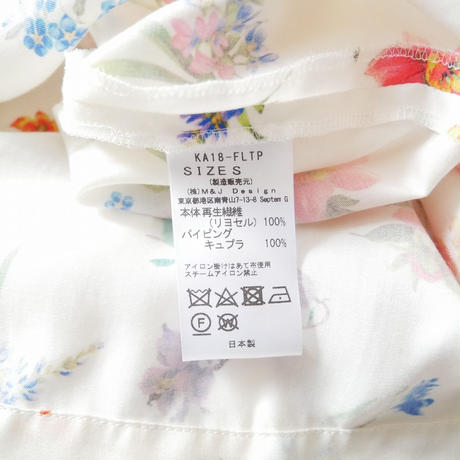 KA18-FLTP
SIZES
(製造販売元)
(株) M&J Design
東京都港区南青山7-13-8 Septem G
本体 再生繊維
(リヨセル) 100%
パイピング
キュプラ 100%
アイロン掛けはあて布使用
スチームアイロン禁止
F W
日本製